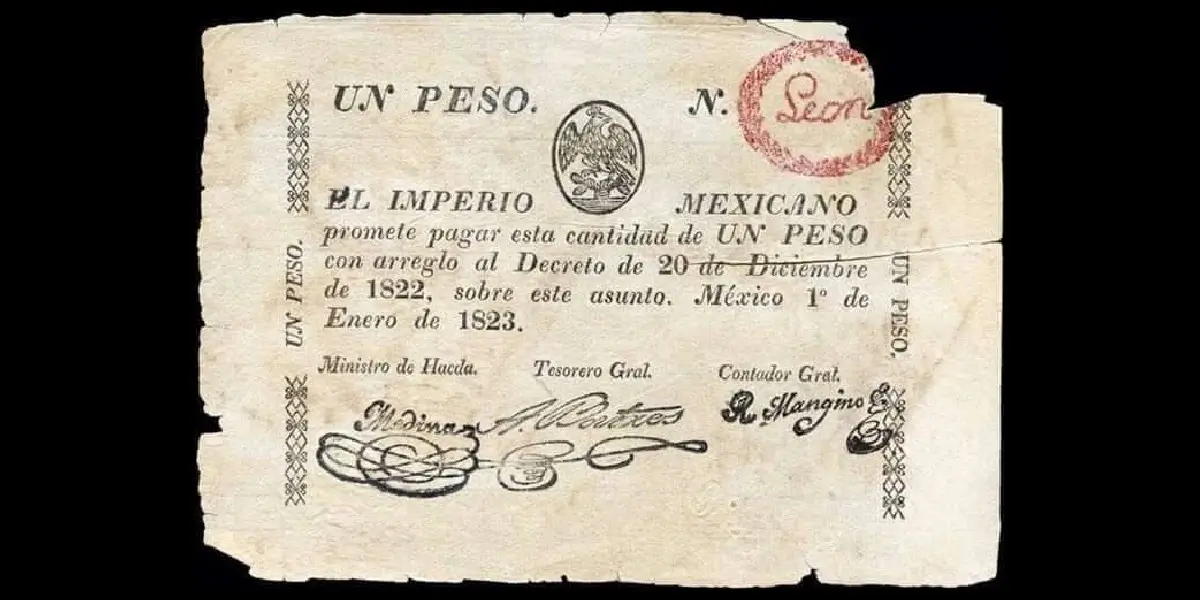 UN PESO. N. Leon
EL IMPERIO MEXICANO
promete pagar esta cantidad de UN PESO
con arreglo al Decreto de 20 de Diciembre
de 1822, sobre este asunto. México 1º de
Enero de 1823.
Ministro de Hacda. Tesorero Gral. Contador Gral.
Medina R. Mangino
UN PESO.
UN PESO.